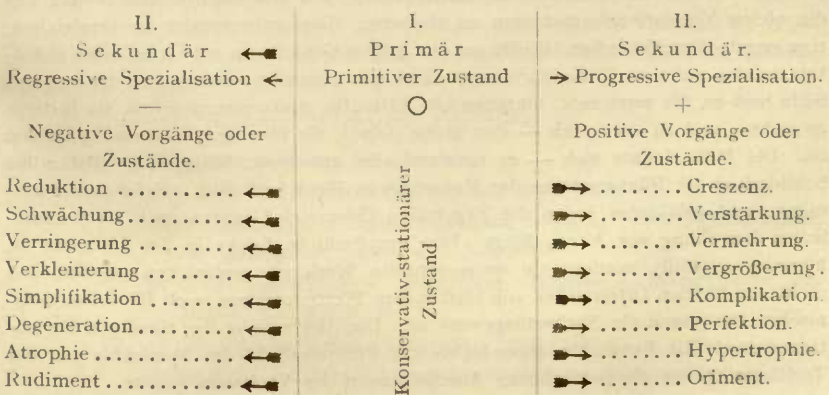 II.
Sekundär ←
Regressive Spezialisation ←
—
Negative Vorgänge oder
Zustände.
Reduktion ........... ←
Schwächung ......... ←
Verringerung ........ ←
Verkleinerung ....... ←
Simplifikation ....... ←
Degeneration ........ ←
Atrophie ............ ←
Rudiment ........... ←
I.
Primär
Primitiver Zustand
○
Konservativ-stationärer
Zustand
II.
Sekundär.
→ Progressive Spezialisation.
+
Positive Vorgänge oder
Zustände.
→ ........ Creszenz.
→ ........ Verstärkung.
→ ........ Vermehrung.
→ ........ Vergrößerung.
→ ........ Komplikation.
→ ........ Perfektion.
→ ........ Hypertrophie.
→ ........ Oriment.